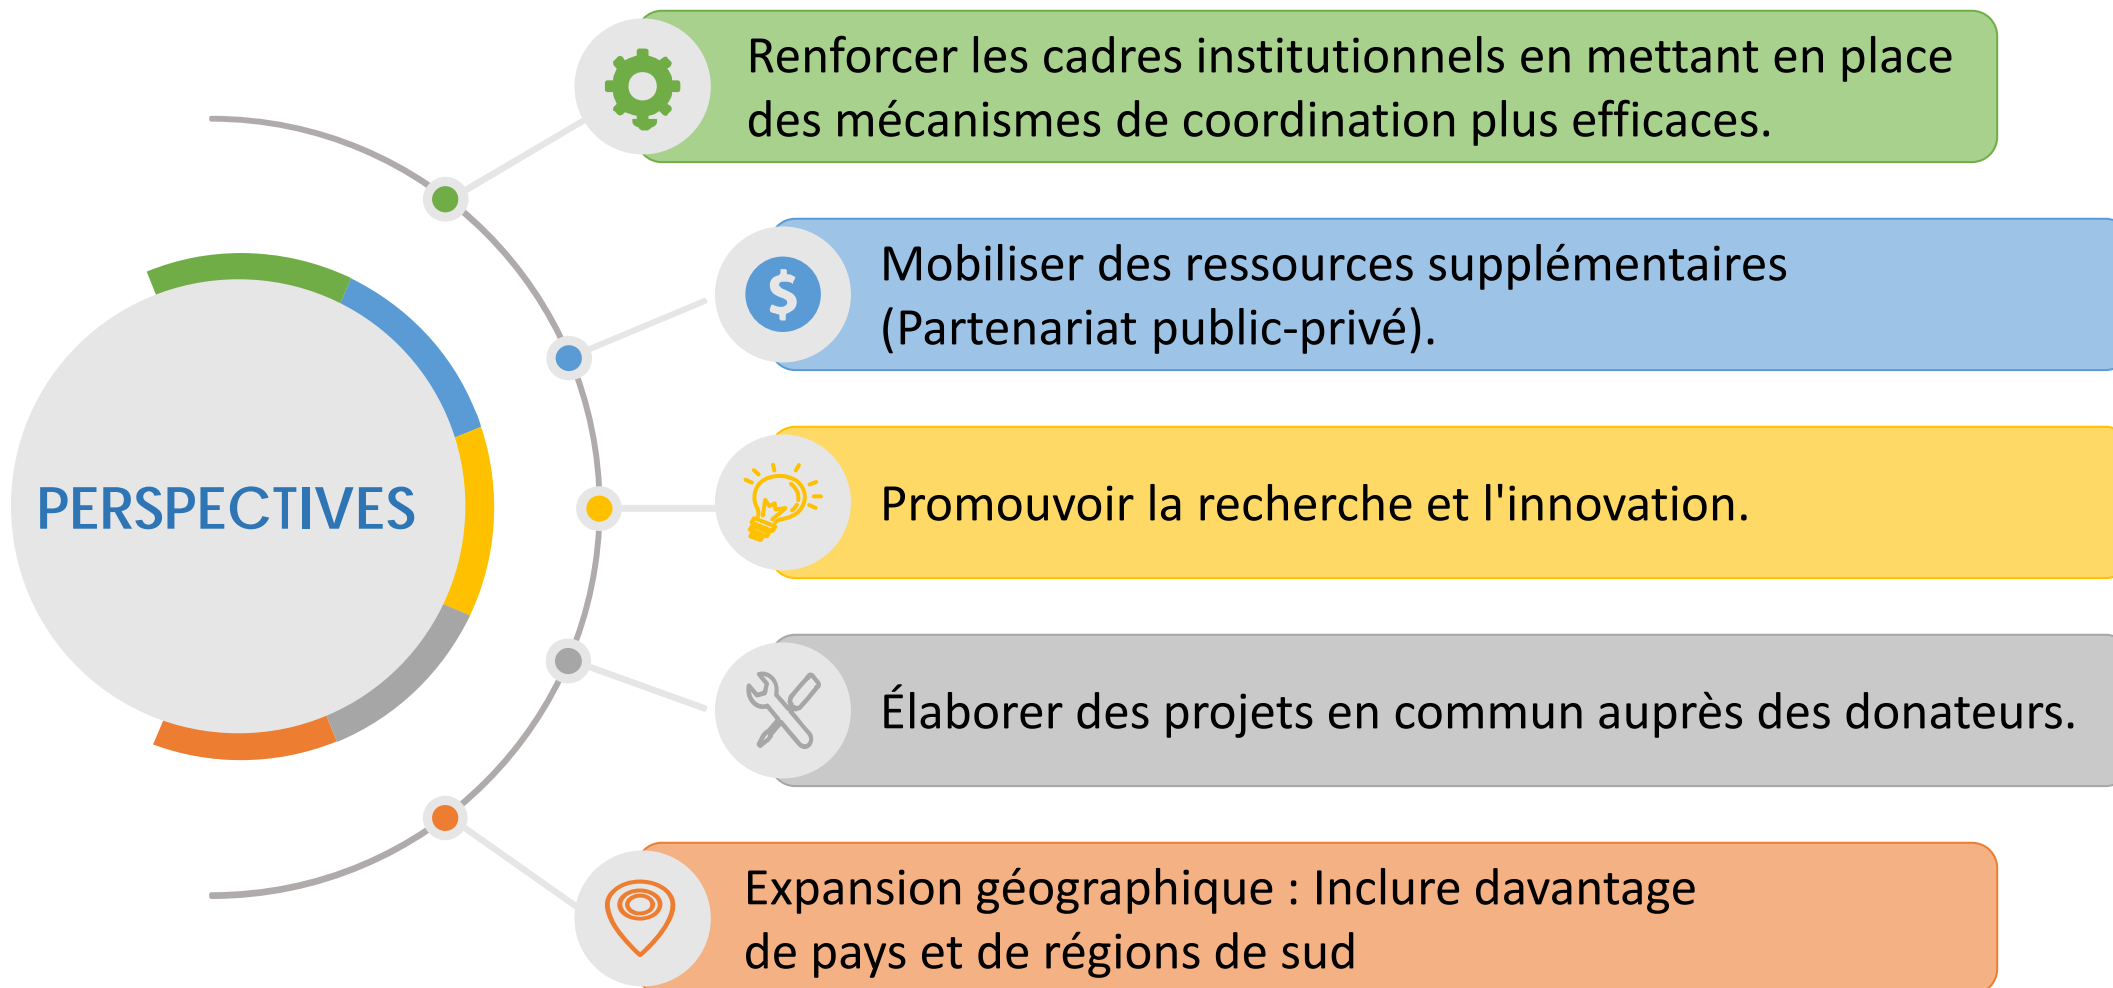 Renforcer les cadres institutionnels en mettant en place
des mécanismes de coordination plus efficaces.
Mobiliser des ressources supplémentaires
(Partenariat public-privé).
PERSPECTIVES
Promouvoir la recherche et l'innovation.
Élaborer des projets en commun auprès des donateurs.
Expansion géographique : Inclure davantage
de pays et de régions de sud